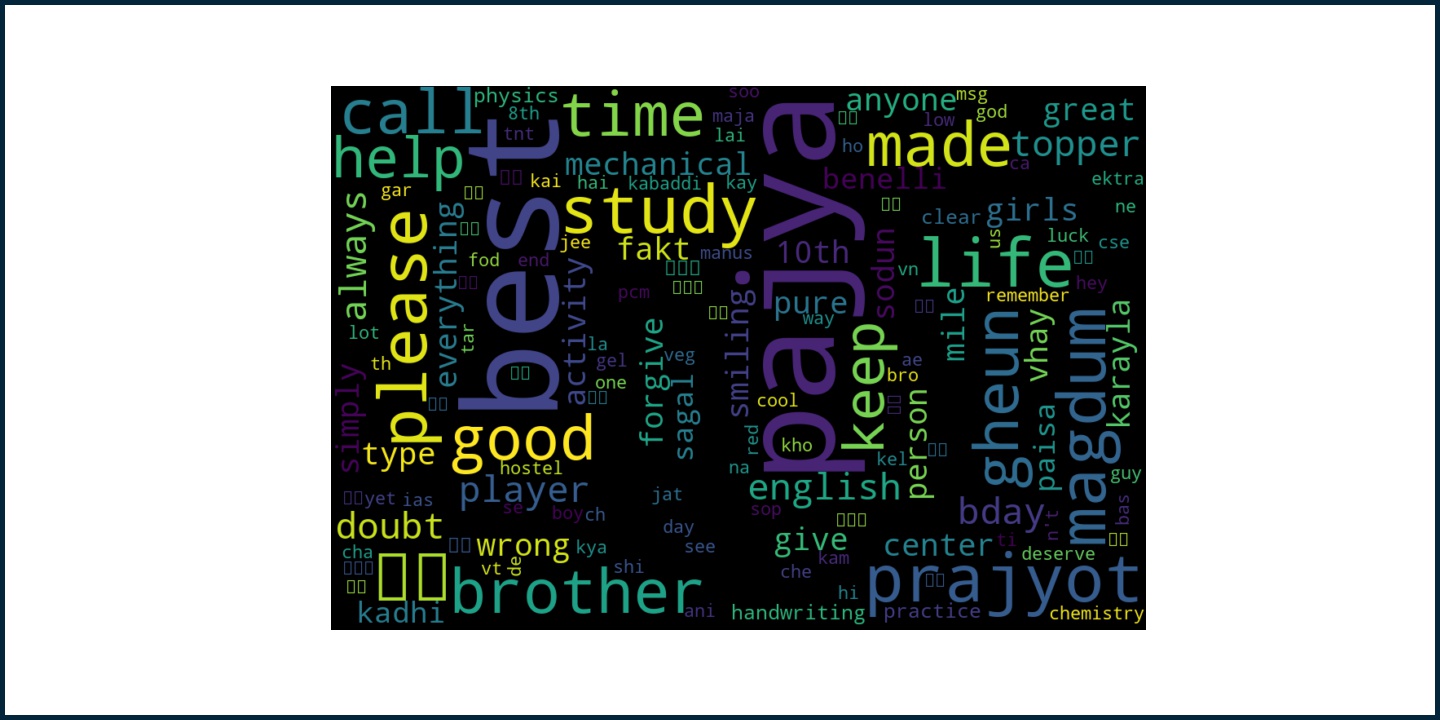 call
physics
8th
time
soo
maja
lai
anyone
msg
god
low
great
help
tnt
best
mechanical
pajya
ho
made
topper
ca
gar
kai
hai
kabaddi
kay
benelli
ektra
always
please
everything
study
jee
fakt
manus
10th
sodun
clear
girls
ne
us
luck
cse
life
fod
end
vn
hey
pcm
pure
way
remember
activity
smiling
mile
lot
tar
th
la
gel
one
forgive
veg
sagal
keep
ae
bro
person
gheun
vhay
magdum
karayla
paisa
simply
type
good
hostel
cool
red
kho
na
kel
guy
yet
ias
player
se
boy
ch
jat
day
see
english
sop
bday
n't
bas
doubt
wrong
kya
give
center
ti
deserve
cha
vt
de
shi
che
kam
hi
brother
ani
prajyot
kadhi
handwriting
practice
chemistry